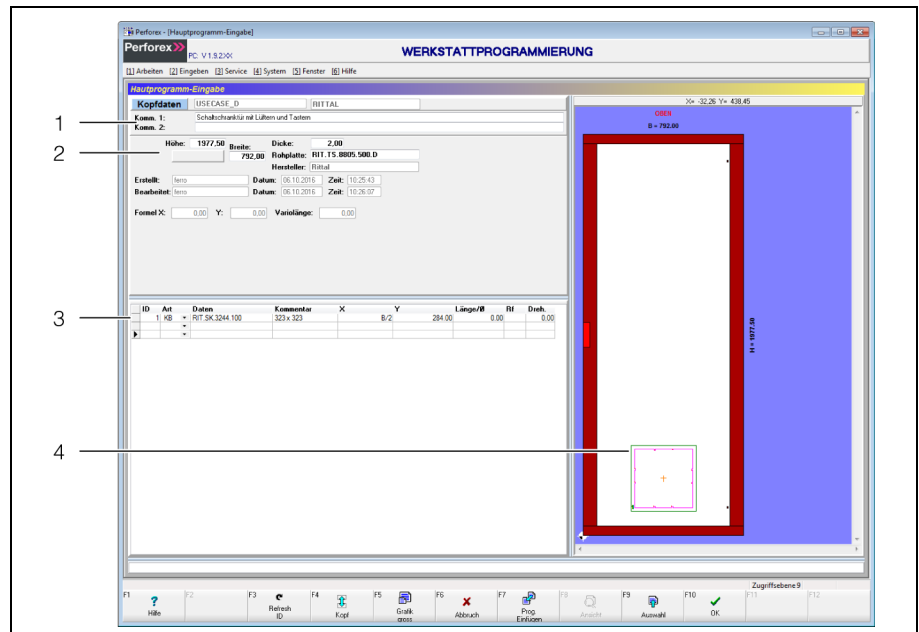 Perforex - [Hauptprogramm-Eingabe]
Perforex
PC: V 1.9.2XX
WERKSTATTPROGRAMMIERUNG
[1] Arbeiten [2] Eingeben [3] Service [4] System [5] Fenster [6] Hilfe
Hautprogramm-Eingabe
Kopfdaten USECASE_D RITTAL
1
Komm. 1: Schaltschranktür mit Lüftern und Tastern
Komm. 2:
2
Höhe: 1977,50 Breite: 792,00 Dicke: 2,00
Rohplatte: RIT.TS.8805.500.D
Hersteller: Rittal
Erstellt: ferro Datum: 06.10.2016 Zeit: 10:25:43
Bearbeitet: ferro Datum: 06.10.2016 Zeit: 10:26:07
Formel X: 0,00 Y: 0,00 Variolänge: 0,00
3
ID Art Daten Kommentar X Y Länge/Ø Rf Dreh.
1 KB RIT.SK.3244.100 323 x 323 B/2 284.00 0.00 0.00
4
X= -32,26 Y= 438,45
OBEN
B = 792.00
H = 1977.50
Zugriffsebene 9
F1 Hilfe
F2
F3 Refresh ID
F4 Kopf
F5 Grafik gross
F6 Abbruch
F7 Prog. Einfügen
F8 Ansicht
F9 Auswahl
F10 OK
F11
F12